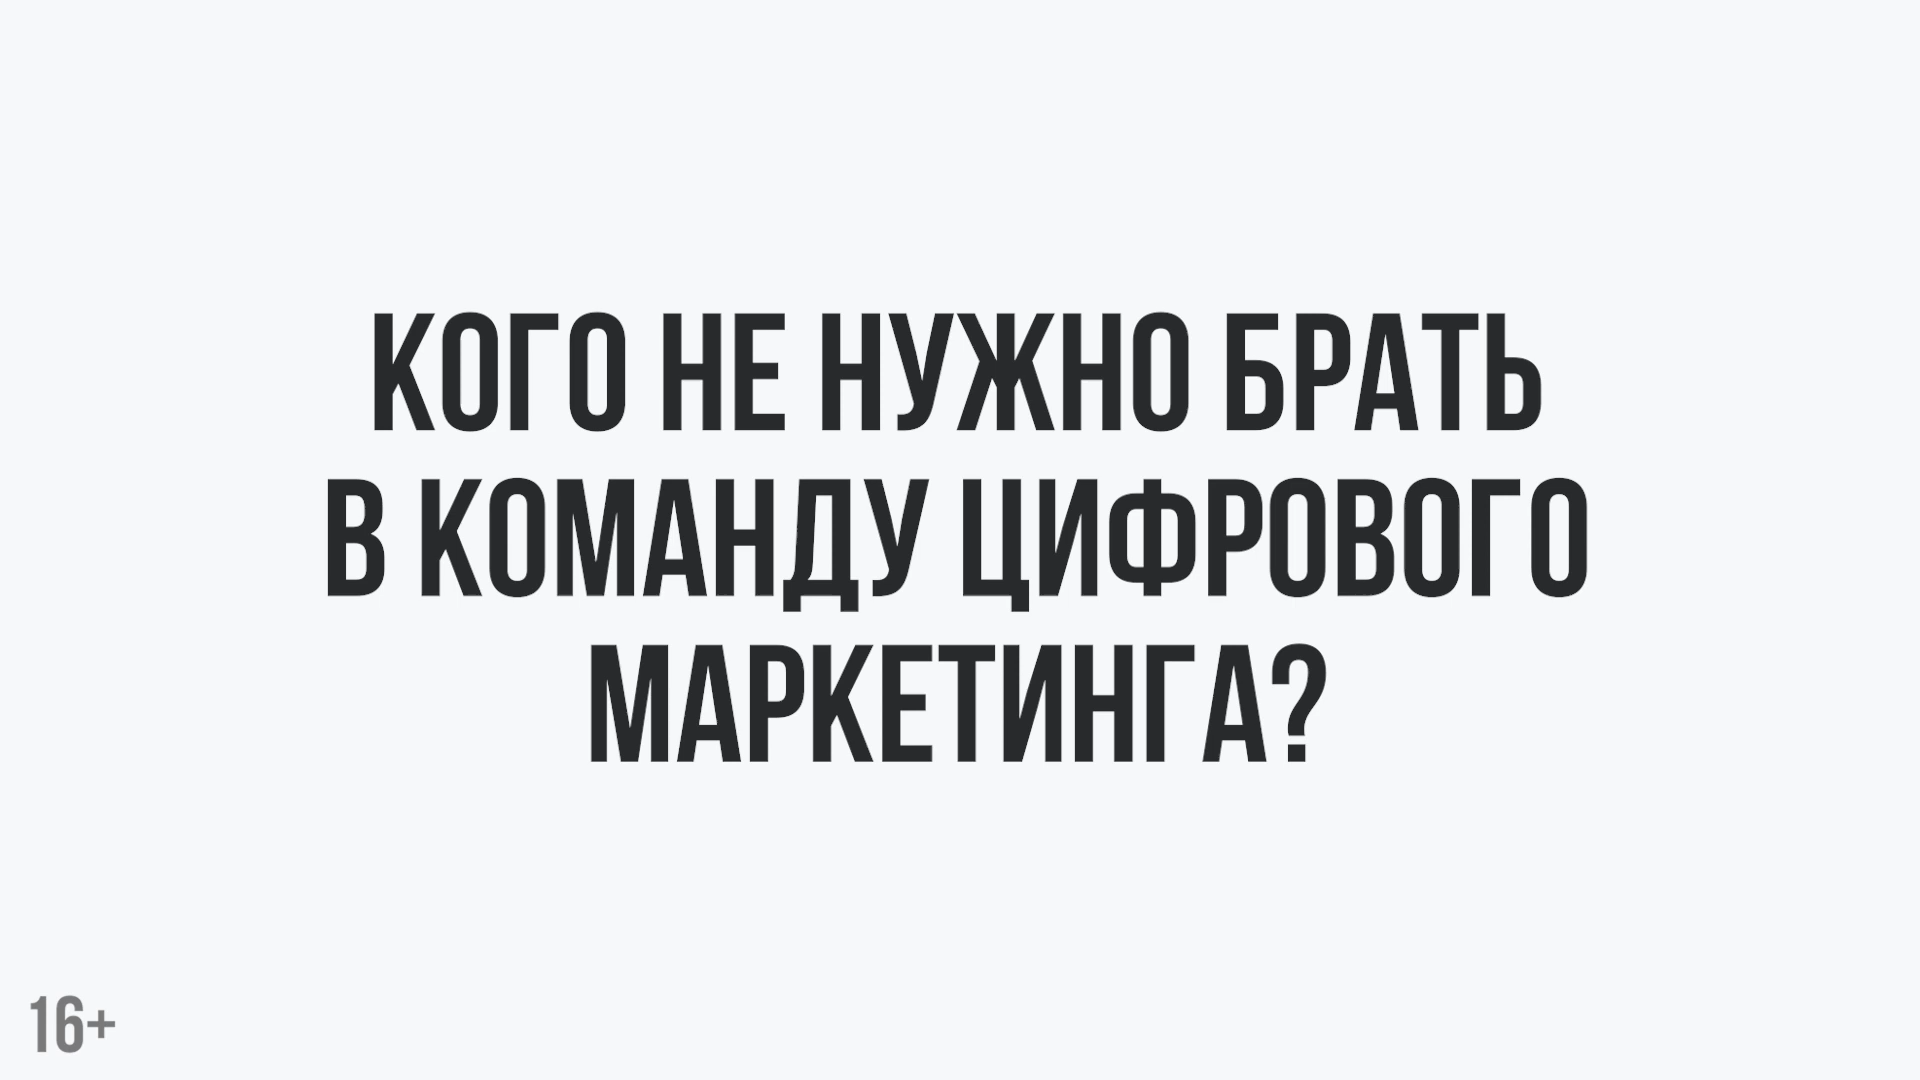 КОГО НЕ НУЖНО БРАТЬ
В КОМАНДУ ЦИФРОВОГО
МАРКЕТИНГА?
16+